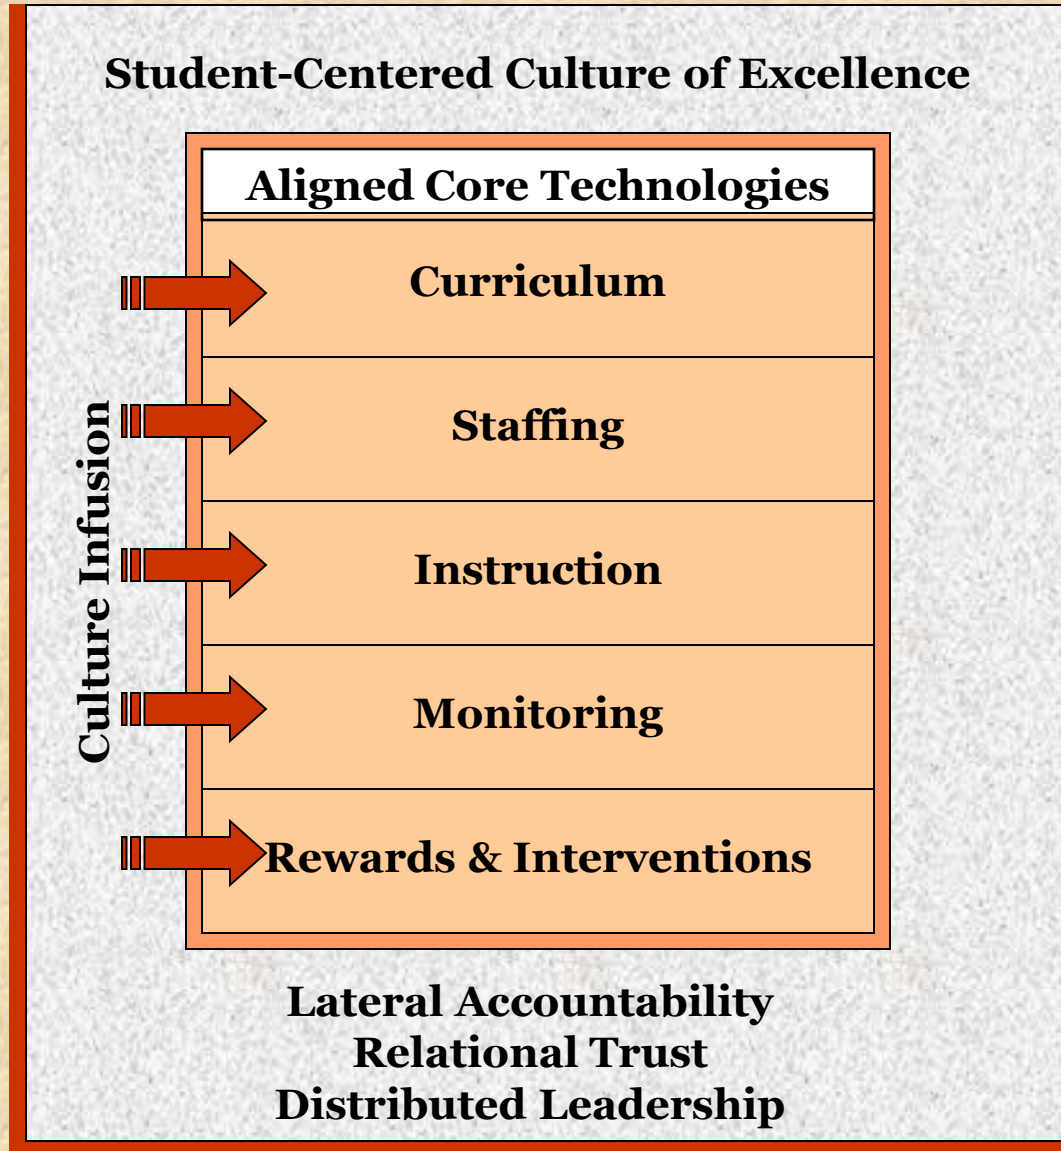 Student-Centered Culture of Excellence
Aligned Core Technologies
Culture Infusion
Curriculum
Staffing
Instruction
Monitoring
Rewards & Interventions
Lateral Accountability
Relational Trust
Distributed Leadership